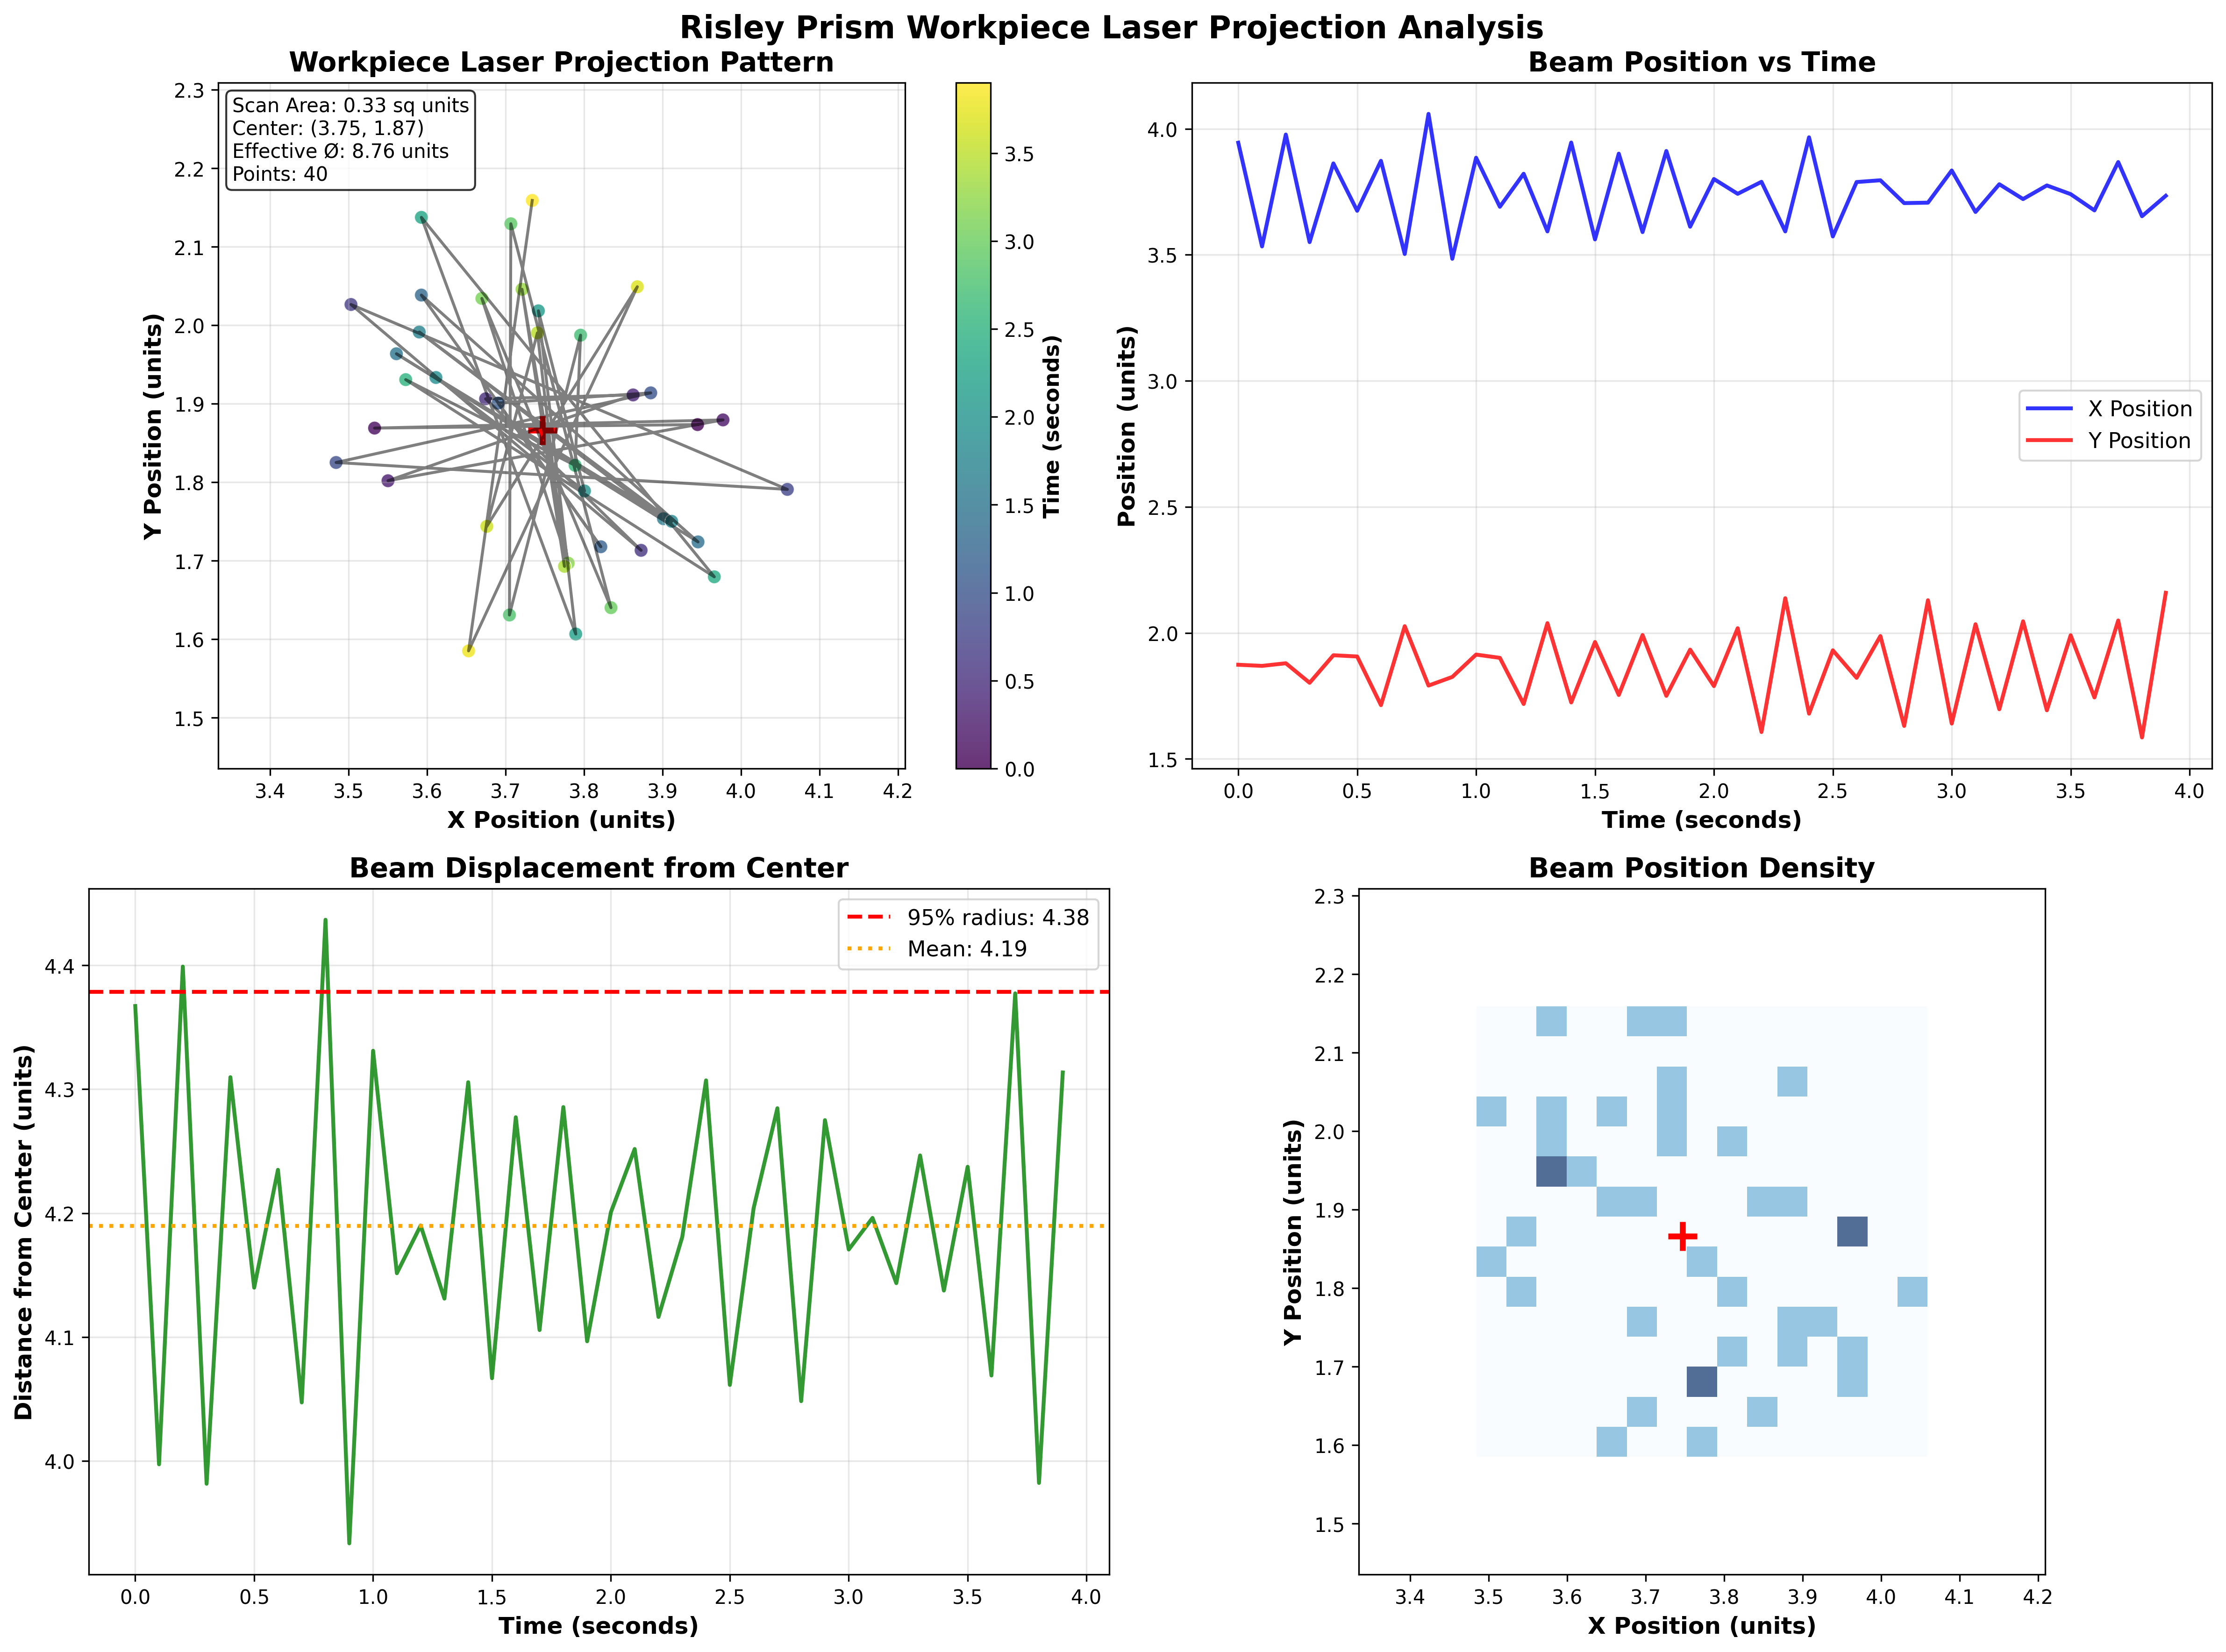 Risley Prism Workpiece Laser Projection Analysis
Workpiece Laser Projection Pattern
Scan Area: 0.33 sq units
Center: (3.75, 1.87)
Effective Ø: 8.76 units
Points: 40
2.3
2.2
2.1
2.0
1.9
1.8
1.7
1.6
1.5
Y Position (units)
3.4 3.5 3.6 3.7 3.8 3.9 4.0 4.1 4.2
X Position (units)
3.5
3.0
2.5
2.0
1.5
1.0
0.5
0.0
Time (seconds)
Beam Position vs Time
4.0
3.5
3.0
2.5
2.0
1.5
Position (units)
X Position
Y Position
0.0 0.5 1.0 1.5 2.0 2.5 3.0 3.5 4.0
Time (seconds)
Beam Displacement from Center
95% radius: 4.38
Mean: 4.19
4.4
4.3
4.2
4.1
4.0
Distance from Center (units)
0.0 0.5 1.0 1.5 2.0 2.5 3.0 3.5 4.0
Time (seconds)
Beam Position Density
2.3
2.2
2.1
2.0
1.9
1.8
1.7
1.6
1.5
Y Position (units)
3.4 3.5 3.6 3.7 3.8 3.9 4.0 4.1 4.2
X Position (units)